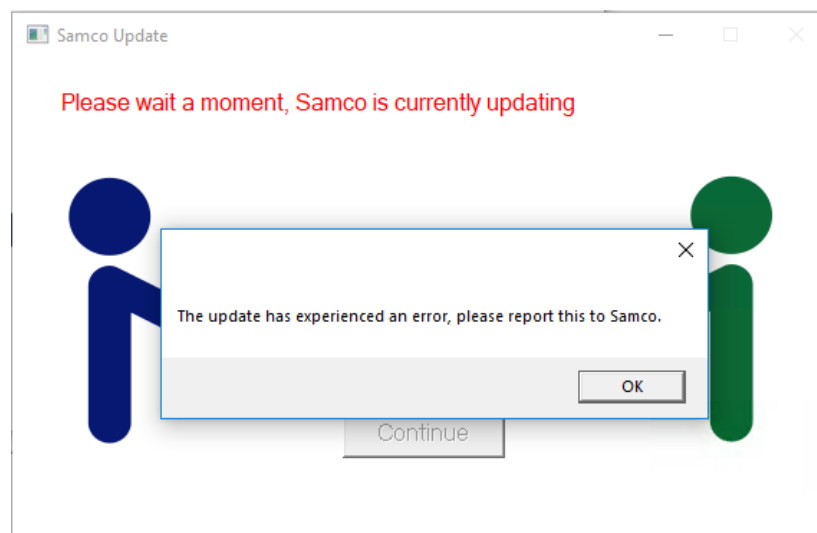 Samco Update
Please wait a moment, Samco is currently updating
The update has experienced an error, please report this to Samco.
OK
Continue